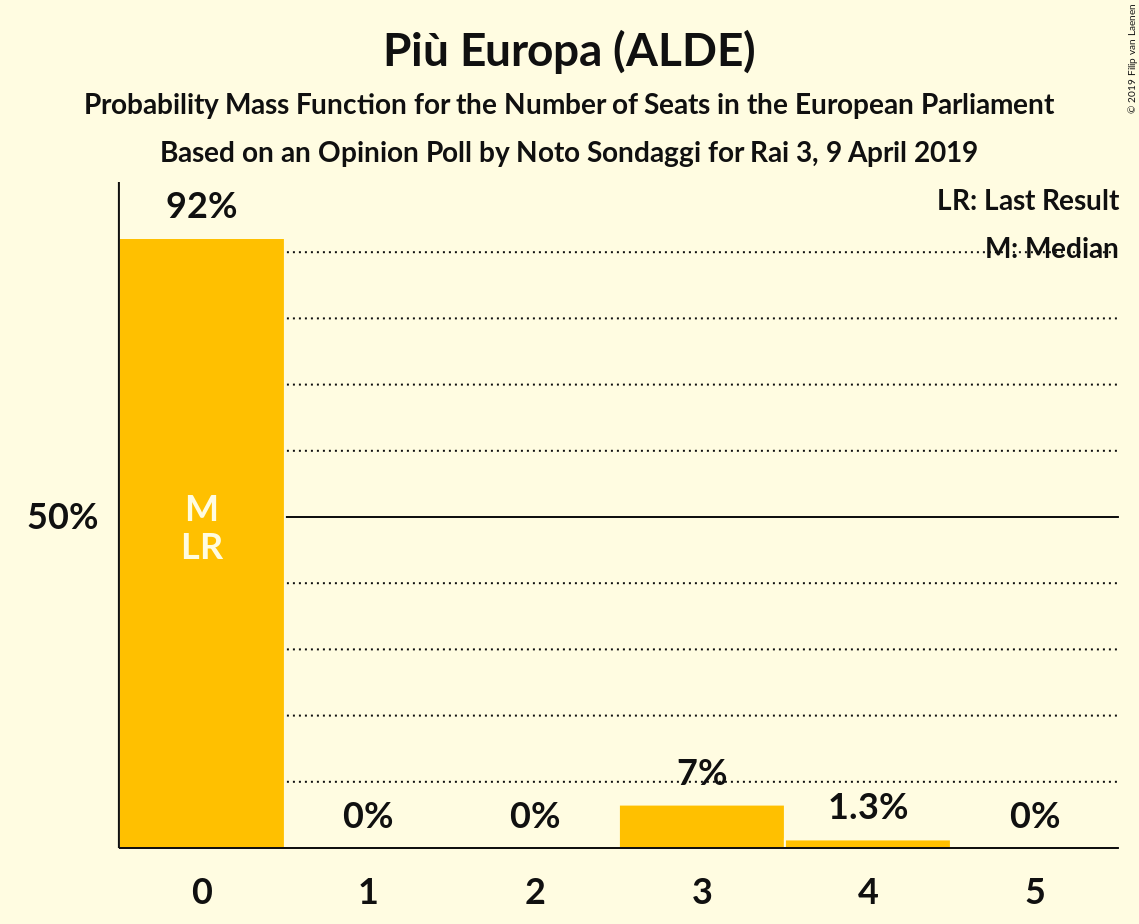 Più Europa (ALDE)
Probability Mass Function for the Number of Seats in the European Parliament
Based on an Opinion Poll by Noto Sondaggi for Rai 3, 9 April 2019
© 2019 Filip van Laenen
LR: Last Result
M: Median
92%
50%
M
LR
0%
0%
7%
1.3%
0%
0
1
2
3
4
5